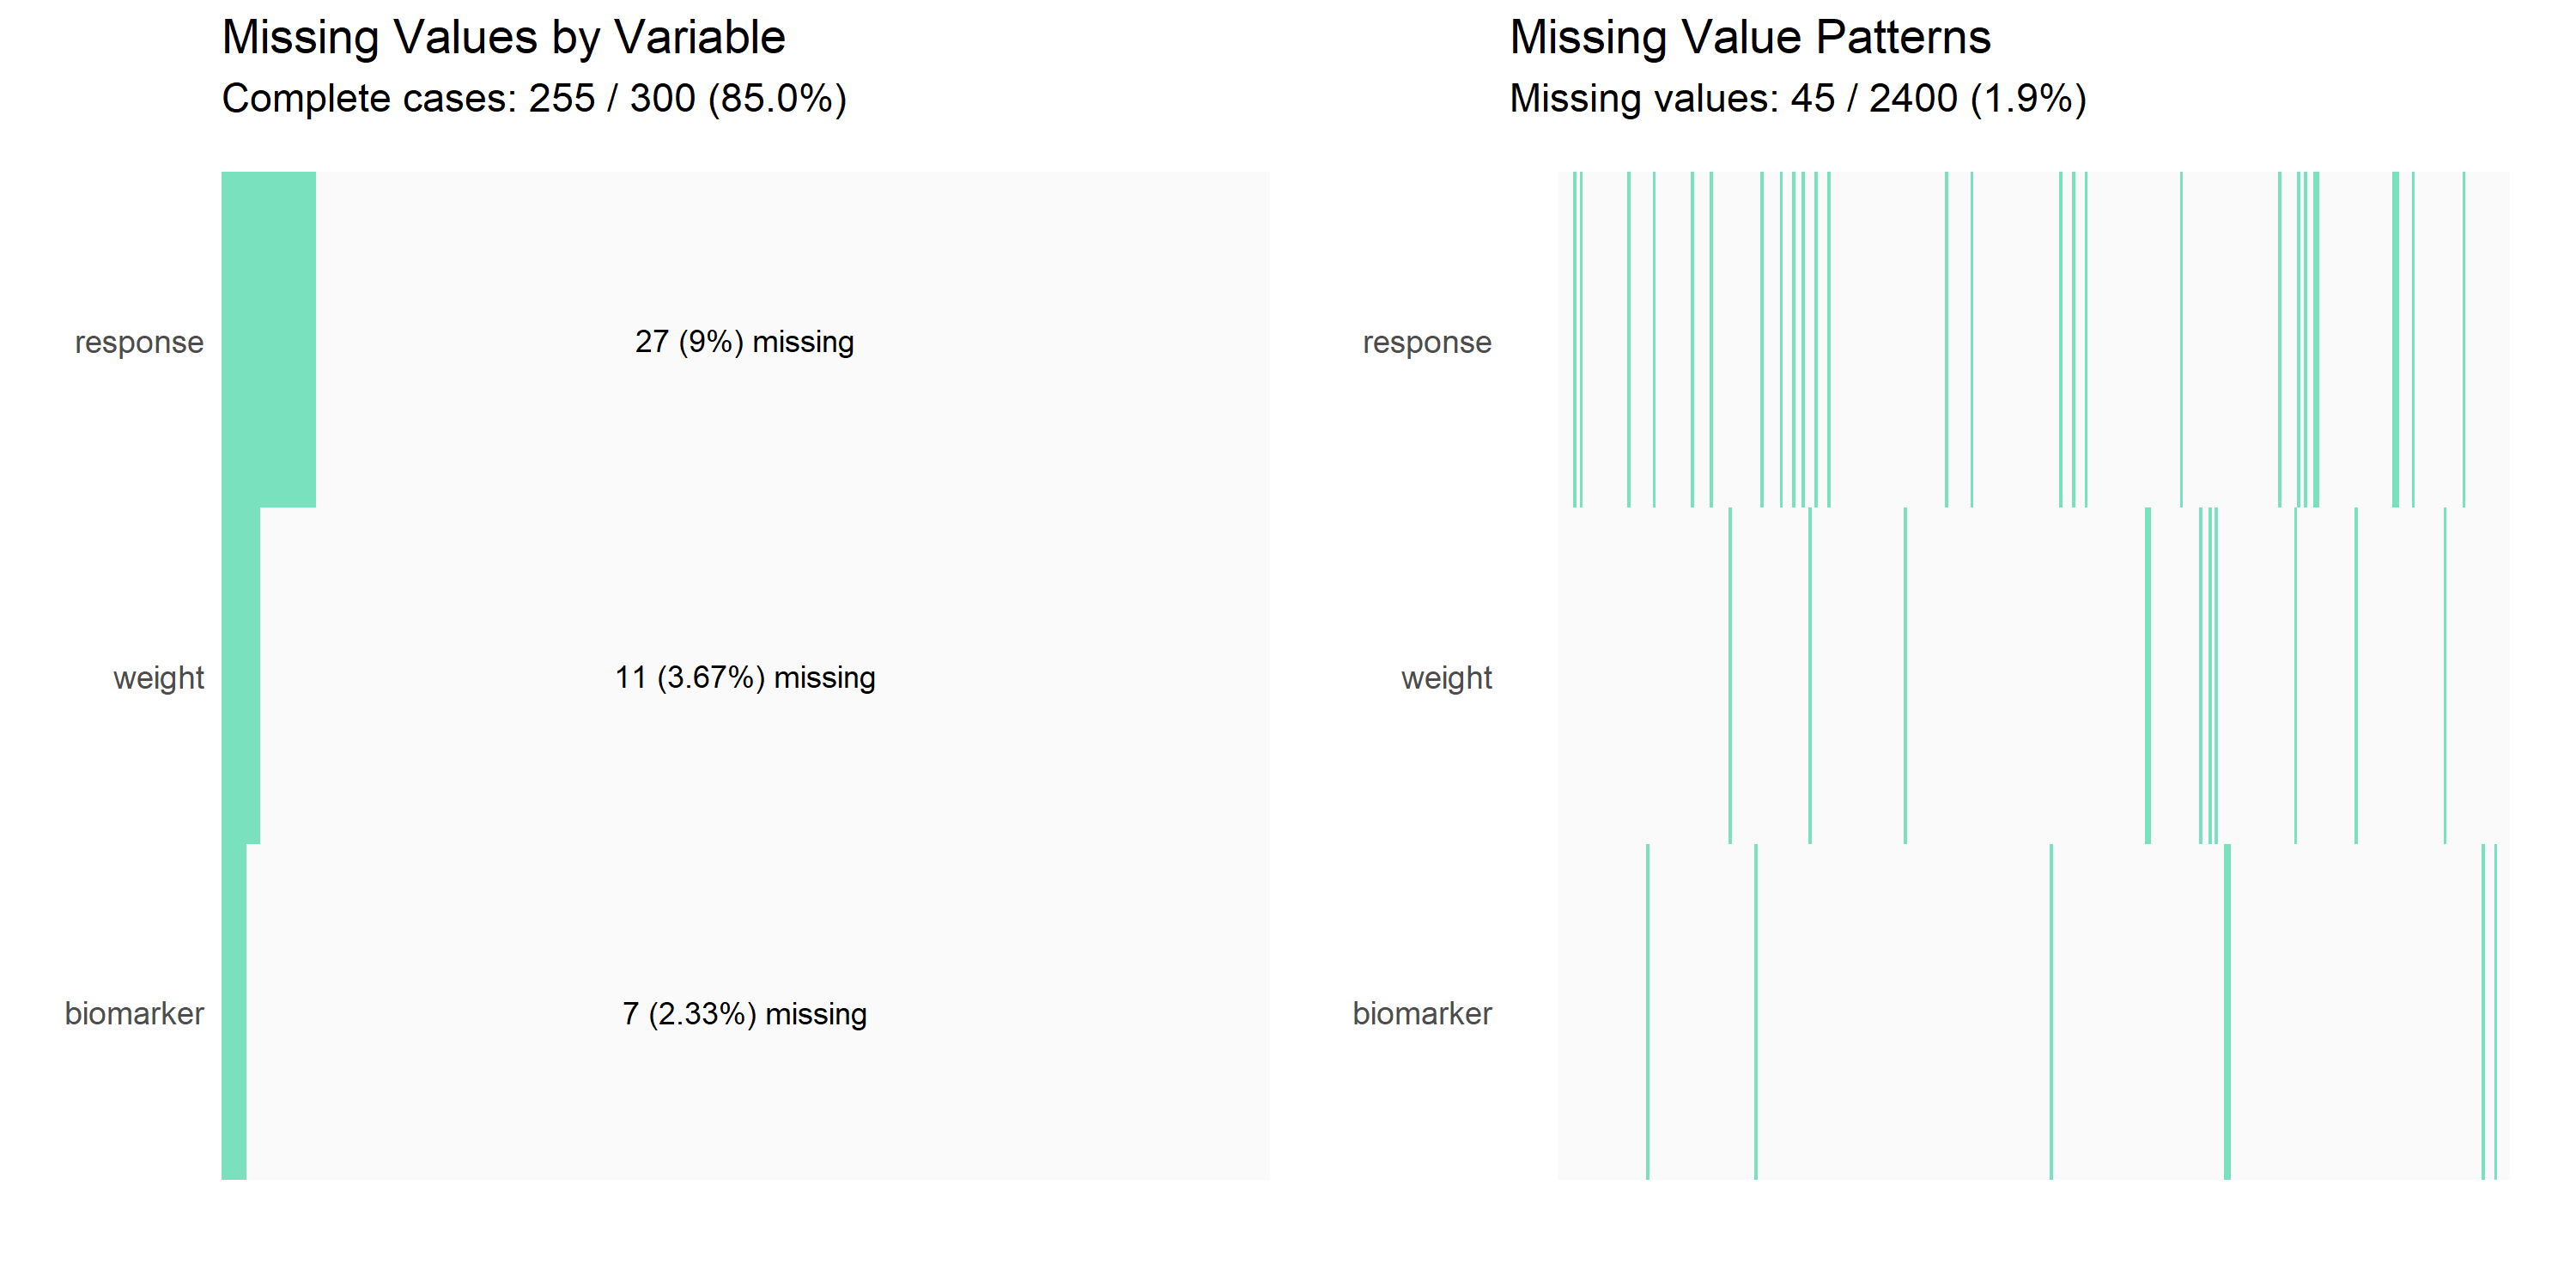 Missing Values by Variable
Complete cases: 255 / 300 (85.0%)
response
27 (9%) missing
weight
11 (3.67%) missing
biomarker
7 (2.33%) missing
Missing Value Patterns
Missing values: 45 / 2400 (1.9%)
response
weight
biomarker